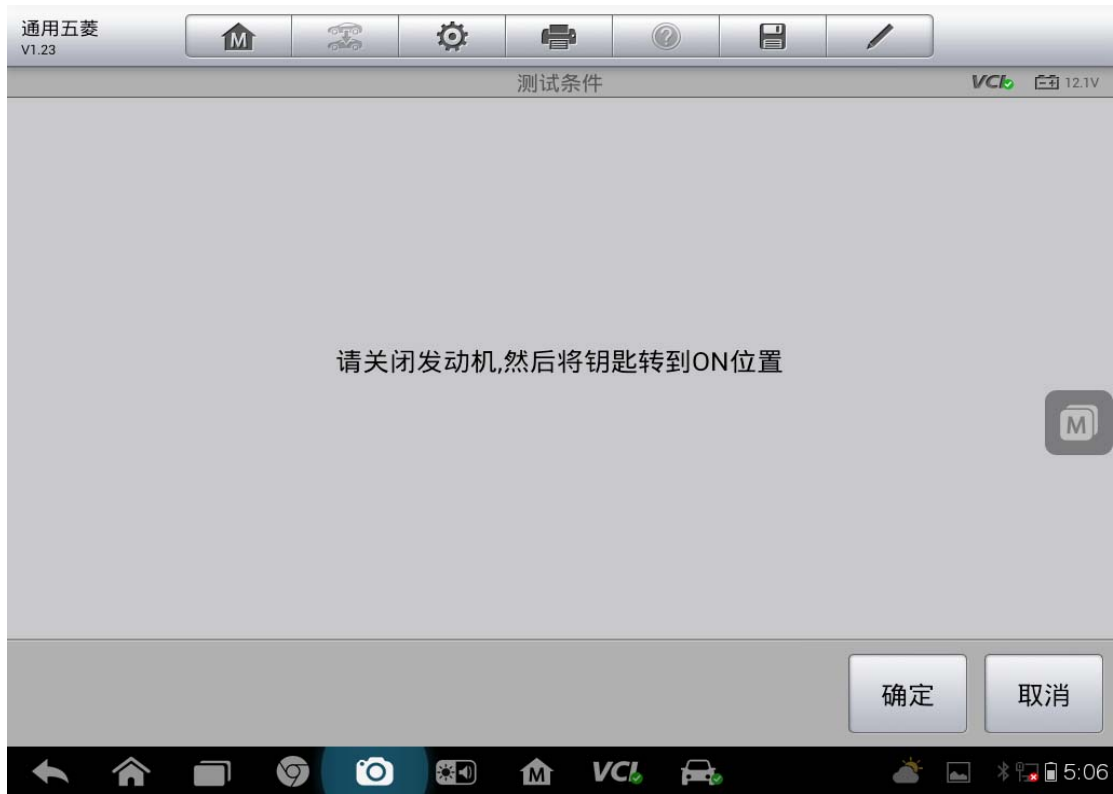 通用五菱
V1.23
M
测试条件
VCI
12.1V
请关闭发动机,然后将钥匙转到ON位置
M
确定
取消
M
VCI
5:06